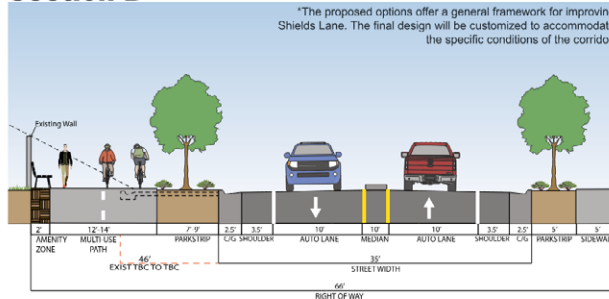 *The proposed options offer a general framework for improvin
Shields Lane. The final design will be customized to accommodat
the specific conditions of the corrido
Existing Wall
2' 12'-14' 7'-9' 2.5' 3.5' 10' 10' 10' 3.5' 2.5' 5' 5'
AMENITY ZONE MULTI USE PATH PARKSTRIP C/G SHOULDER AUTO LANE MEDIAN AUTO LANE SHOULDER C/G PARKSTRIP SIDEW
46'
EXIST TBC TO TBC
35'
STREET WIDTH
66'
RIGHT OF WAY